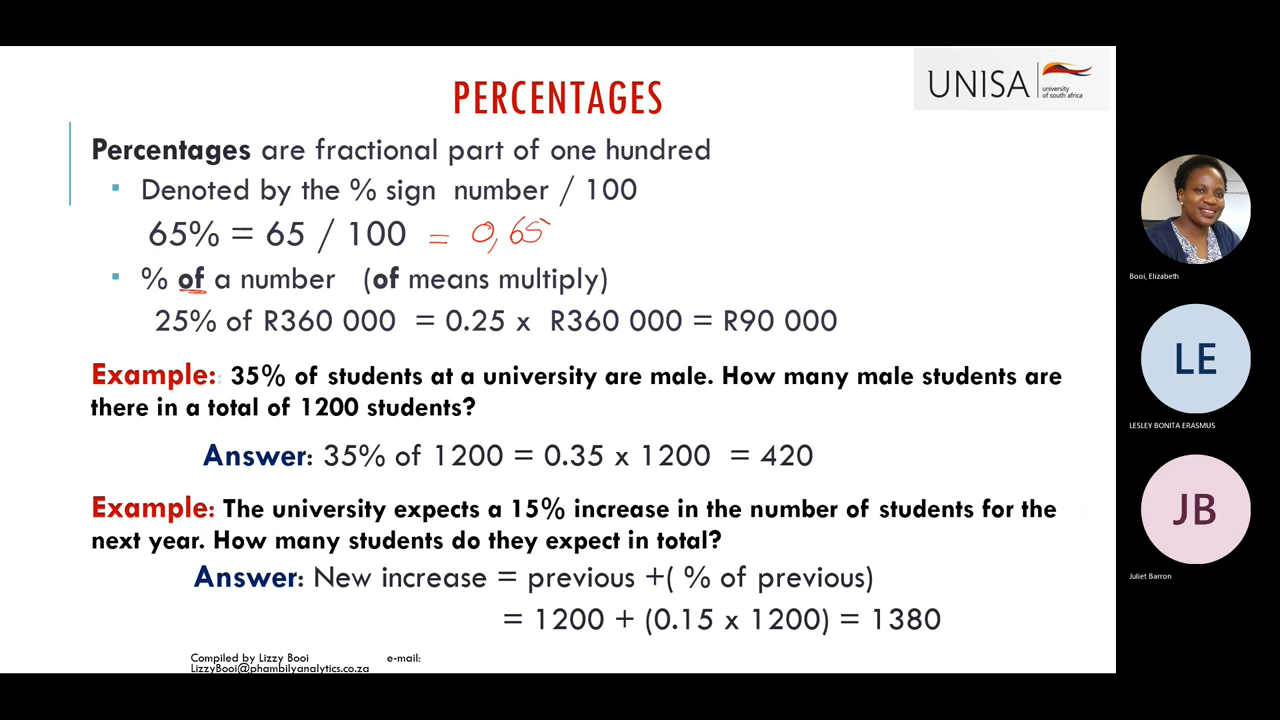 PERCENTAGES
UNISA
university
of south africa
Percentages are fractional part of one hundred
▪ Denoted by the % sign number / 100
65% = 65 / 100 = 0,65
▪ % of a number (of means multiply)
25% of R360 000 = 0.25 x R360 000 = R90 000
Example: 35% of students at a university are male. How many male students are
there in a total of 1200 students?
Answer: 35% of 1200 = 0.35 x 1200 = 420
Example: The university expects a 15% increase in the number of students for the
next year. How many students do they expect in total?
Answer: New increase = previous +( % of previous)
= 1200 + (0.15 x 1200) = 1380
Compiled by Lizzy Booi e-mail:
LizzyBooi@phambilyanalytics.co.za
Booi, Elizabeth
LE
LESLEY BONITA ERASMUS
JB
Juliet Barron